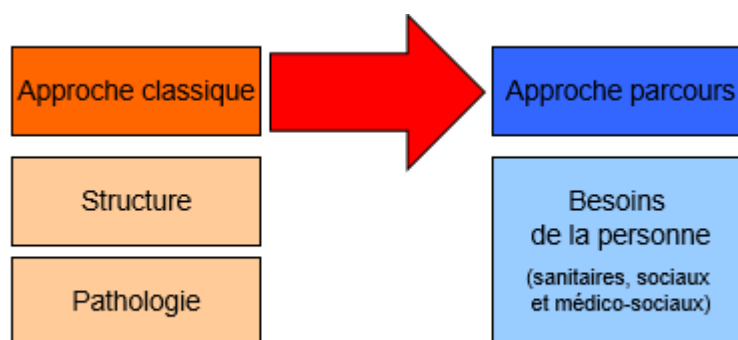 Approche classique
Approche parcours
Structure
Pathologie
Besoins
de la personne
(sanitaires, sociaux
et médico-sociaux)